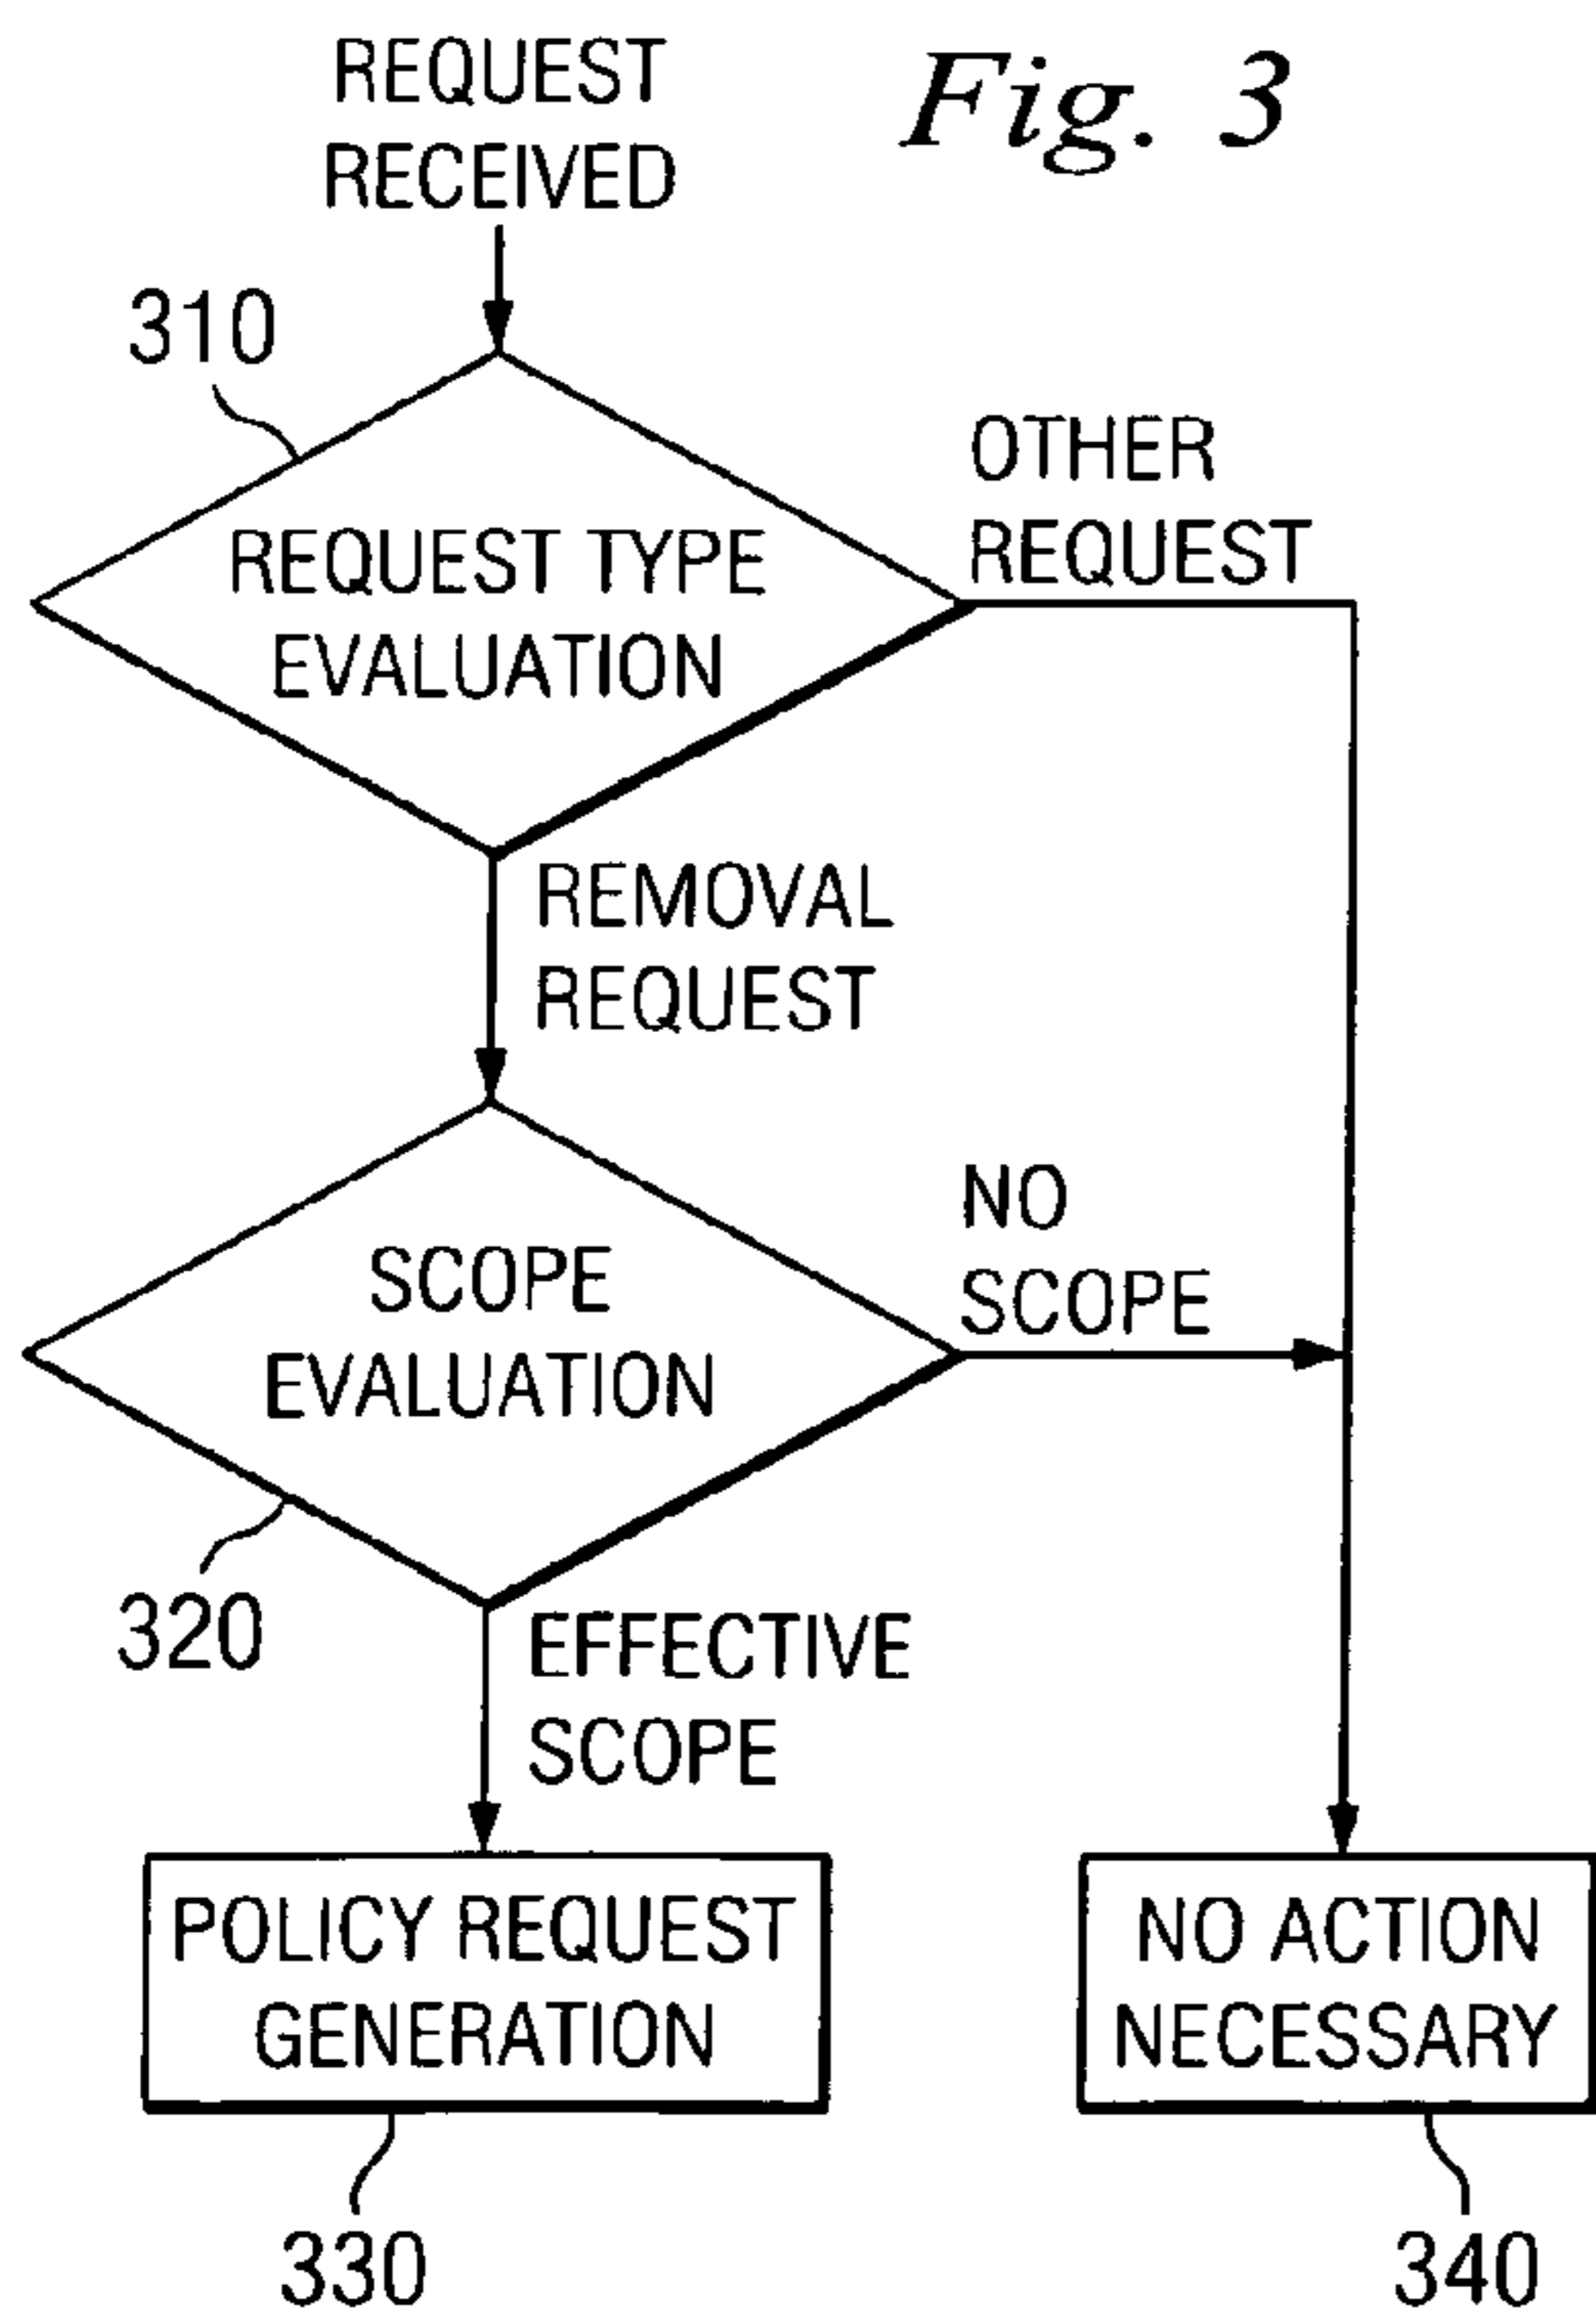 Fig. 3
REQUEST
RECEIVED
310
REQUEST TYPE
EVALUATION
OTHER
REQUEST
REMOVAL
REQUEST
SCOPE
EVALUATION
NO
SCOPE
320
EFFECTIVE
SCOPE
POLICY REQUEST
GENERATION
NO ACTION
NECESSARY
330
340